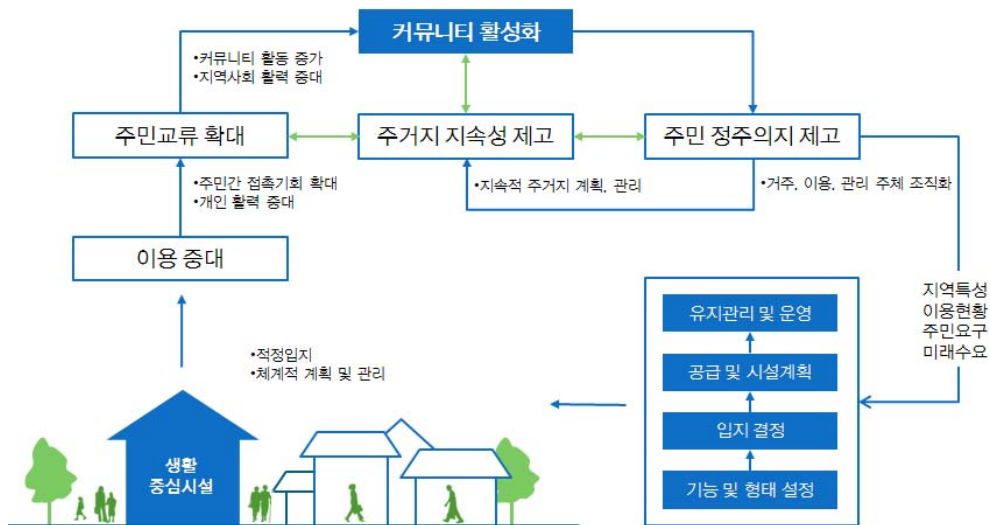 커뮤니티 활성화
•커뮤니티 활동 증가
•지역사회 활력 증대
주민교류 확대
주거지 지속성 제고
주민 정주의지 제고
•주민간 접촉기회 확대
•개인 활력 증대
•지속적 주거지 계획, 관리
•거주, 이용, 관리 주체 조직화
이용 증대
지역특성
이용현황
주민요구
미래수요
유지관리 및 운영
•적정입지
•체계적 계획 및 관리
공급 및 시설계획
입지 결정
생활
중심시설
기능 및 형태 설정